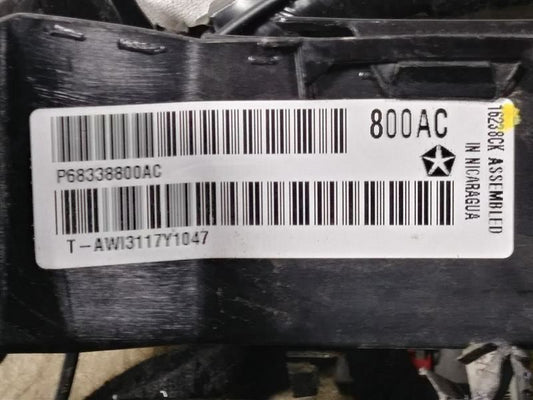 800AC
P68338800AC
T-AWI3117Y1047
16238CK ASSEMBLED
IN NICARAGUA